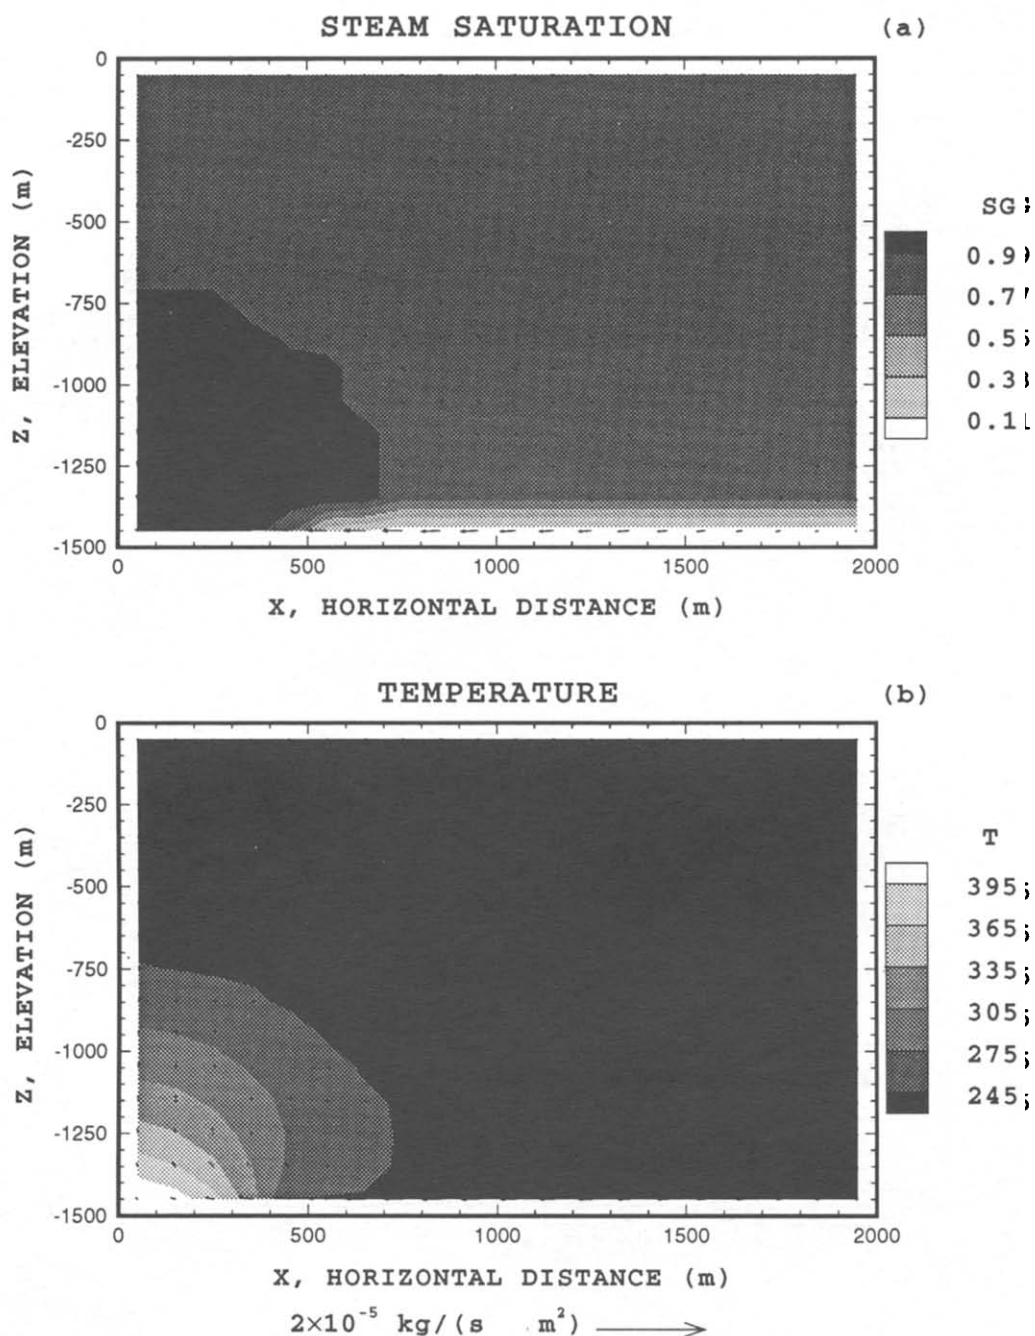 STEAM SATURATION (a)
0
-250
-500
-750
-1000
-1250
-1500
Z, ELEVATION (m)
0 500 1000 1500 2000
X, HORIZONTAL DISTANCE (m)
SG
0.9
0.7
0.5
0.3
0.1
TEMPERATURE (b)
0
-250
-500
-750
-1000
-1250
-1500
Z, ELEVATION (m)
0 500 1000 1500 2000
X, HORIZONTAL DISTANCE (m)
T
395
365
335
305
275
245
2×10⁻⁵ kg/(s m²)